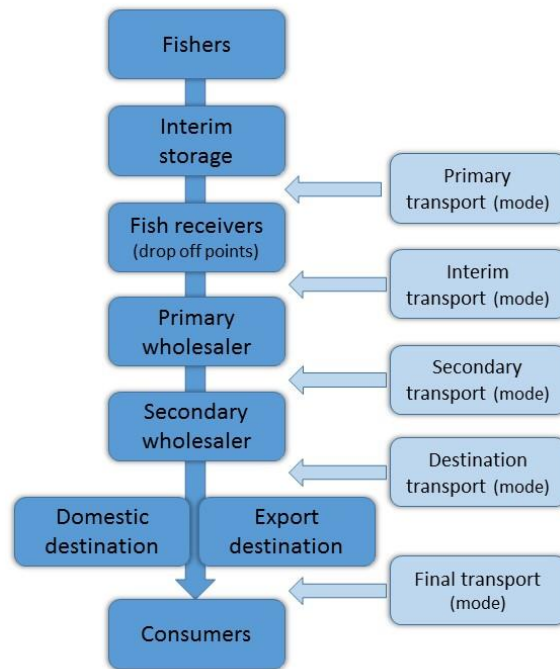 Fishers
Interim
storage
Primary
transport (mode)
Fish receivers
(drop off points)
Interim
transport (mode)
Primary
wholesaler
Secondary
transport (mode)
Secondary
wholesaler
Destination
transport (mode)
Domestic
destination
Export
destination
Final transport
(mode)
Consumers